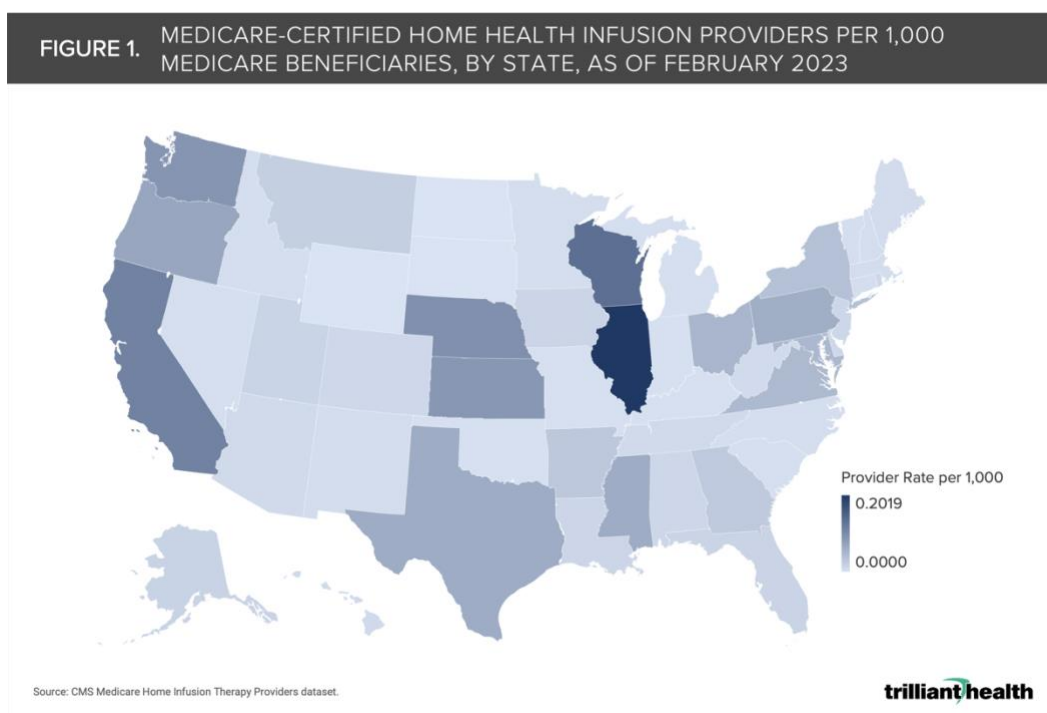 FIGURE 1.
MEDICARE-CERTIFIED HOME HEALTH INFUSION PROVIDERS PER 1,000
MEDICARE BENEFICIARIES, BY STATE, AS OF FEBRUARY 2023
Provider Rate per 1,000
0.2019
0.0000
Source: CMS Medicare Home Infusion Therapy Providers dataset.
trilliant health